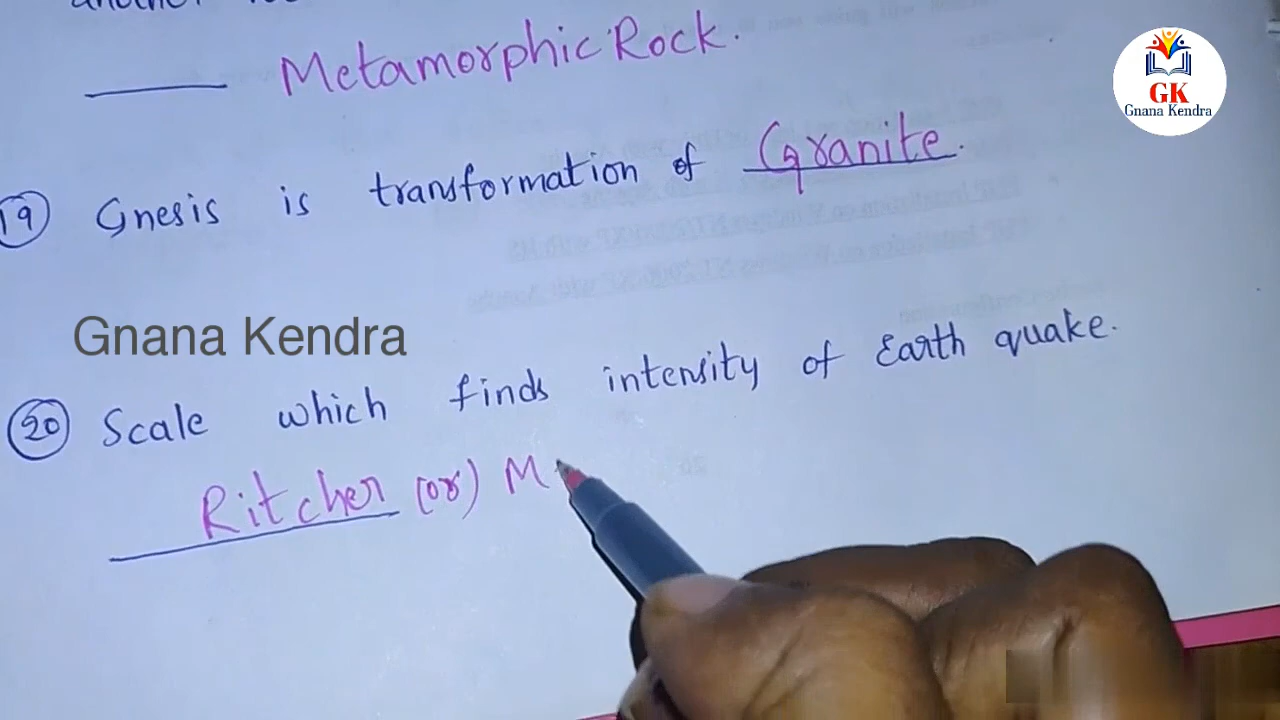 Metamorphic Rock.
GK
Gnana Kendra
19 Gnesis is transformation of Granite.
Gnana Kendra
20 Scale which finds intensity of Earth quake.
Ritcher (or) M